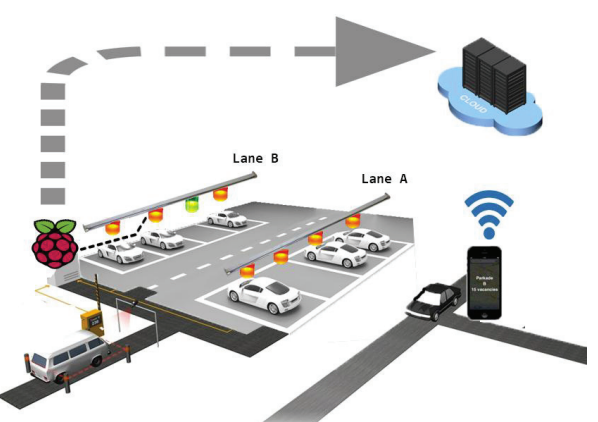 Lane B
Lane A
CLOUD
Parkade
B
15 vacancies